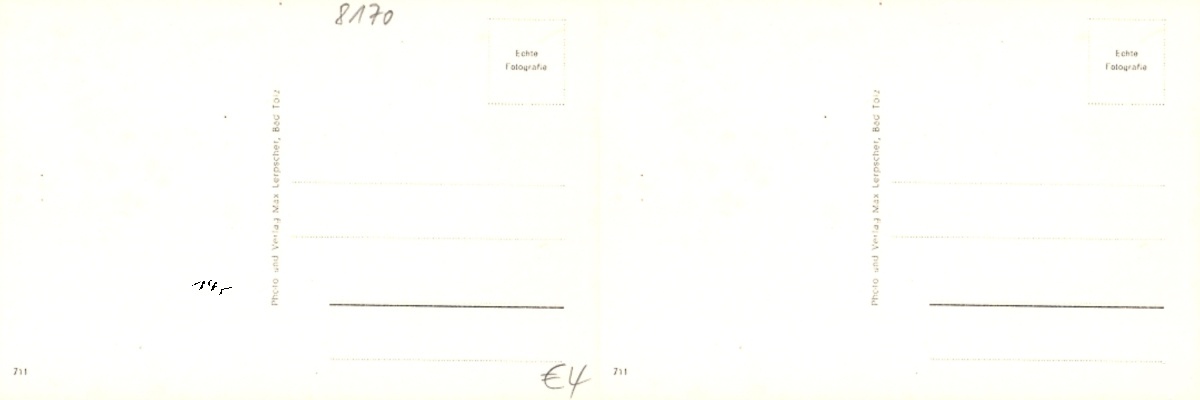 8170
Echte
Fotografie
Photo und Verlag Max Lerpscher, Bad Tölz
14,-
711
€4
Echte
Fotografie
Photo und Verlag Max Lerpscher, Bad Tölz
711